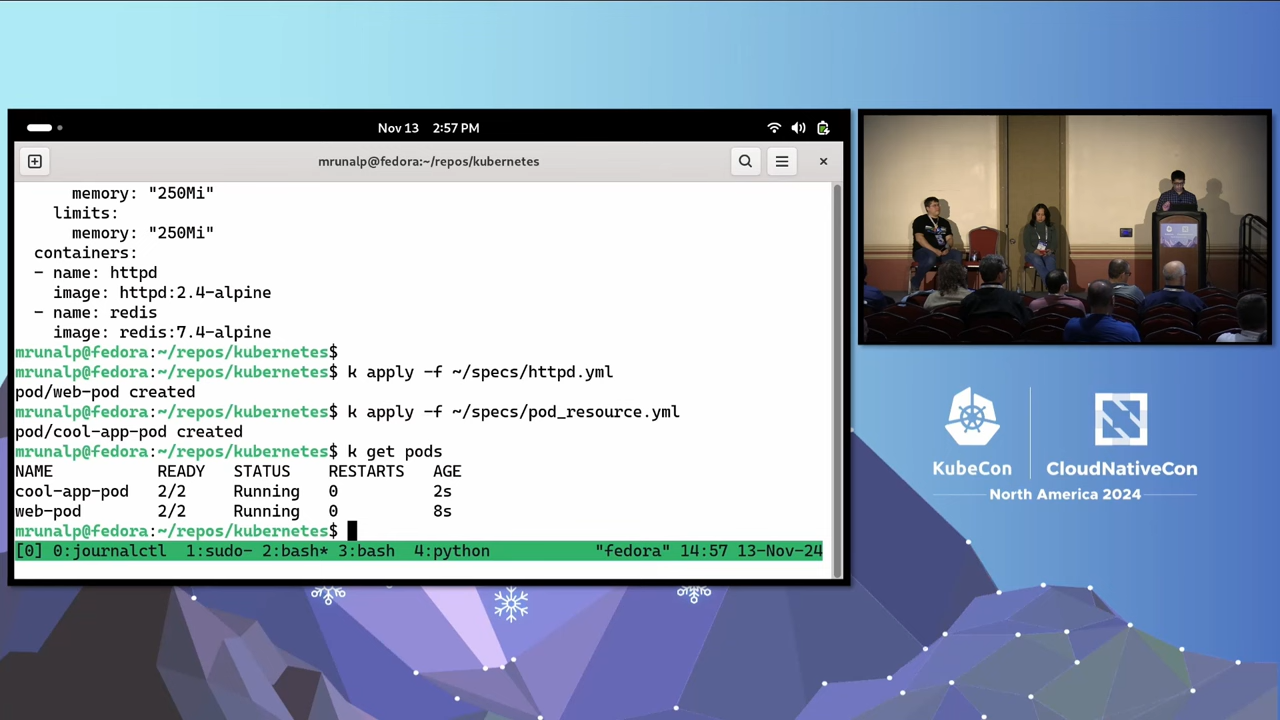 Nov 13 2:57 PM
mrunalp@fedora:~/repos/kubernetes
memory: "250Mi"
limits:
memory: "250Mi"
containers:
- name: httpd
image: httpd:2.4-alpine
- name: redis
image: redis:7.4-alpine
mrunalp@fedora:~/repos/kubernetes$
mrunalp@fedora:~/repos/kubernetes$ k apply -f ~/specs/httpd.yml
pod/web-pod created
mrunalp@fedora:~/repos/kubernetes$ k apply -f ~/specs/pod_resource.yml
pod/cool-app-pod created
mrunalp@fedora:~/repos/kubernetes$ k get pods
NAME READY STATUS RESTARTS AGE
cool-app-pod 2/2 Running 0 2s
web-pod 2/2 Running 0 8s
mrunalp@fedora:~/repos/kubernetes$
[0] 0:journalctl 1:sudo- 2:bash* 3:bash 4:python "fedora" 14:57 13-Nov-24
KubeCon CloudNativeCon
North America 2024